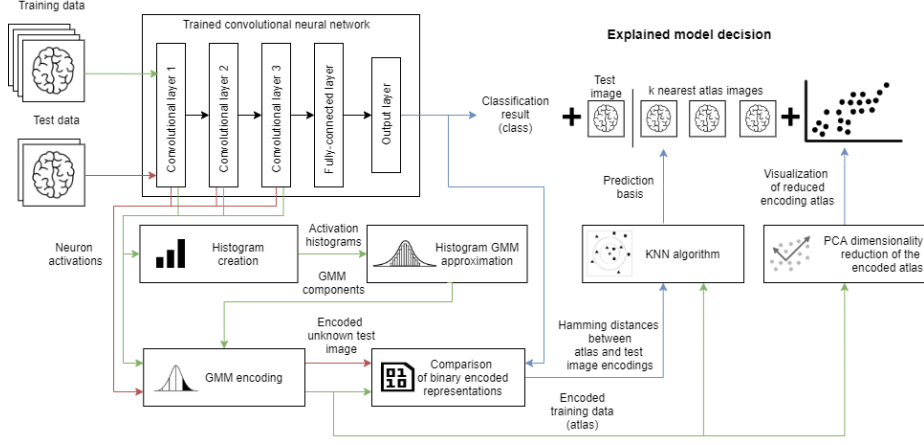 Training data
Trained convolutional neural network
Convolutional layer 1
Convolutional layer 2
Convolutional layer 3
Fully-connected layer
Output layer
Test data
Explained model decision
Test
image
k nearest atlas images
Classification
result
(class)
Prediction
basis
Visualization
of reduced
encoding atlas
Neuron
activations
Histogram
creation
Activation
histograms
Histogram GMM
approximation
GMM
components
KNN algorithm
PCA dimensionality
reduction of the
encoded atlas
Encoded
unknown test
image
GMM encoding
Comparison
of binary encoded
representations
01
10
Hamming distances
between
atlas and test
image encodings
Encoded
training data
(atlas)